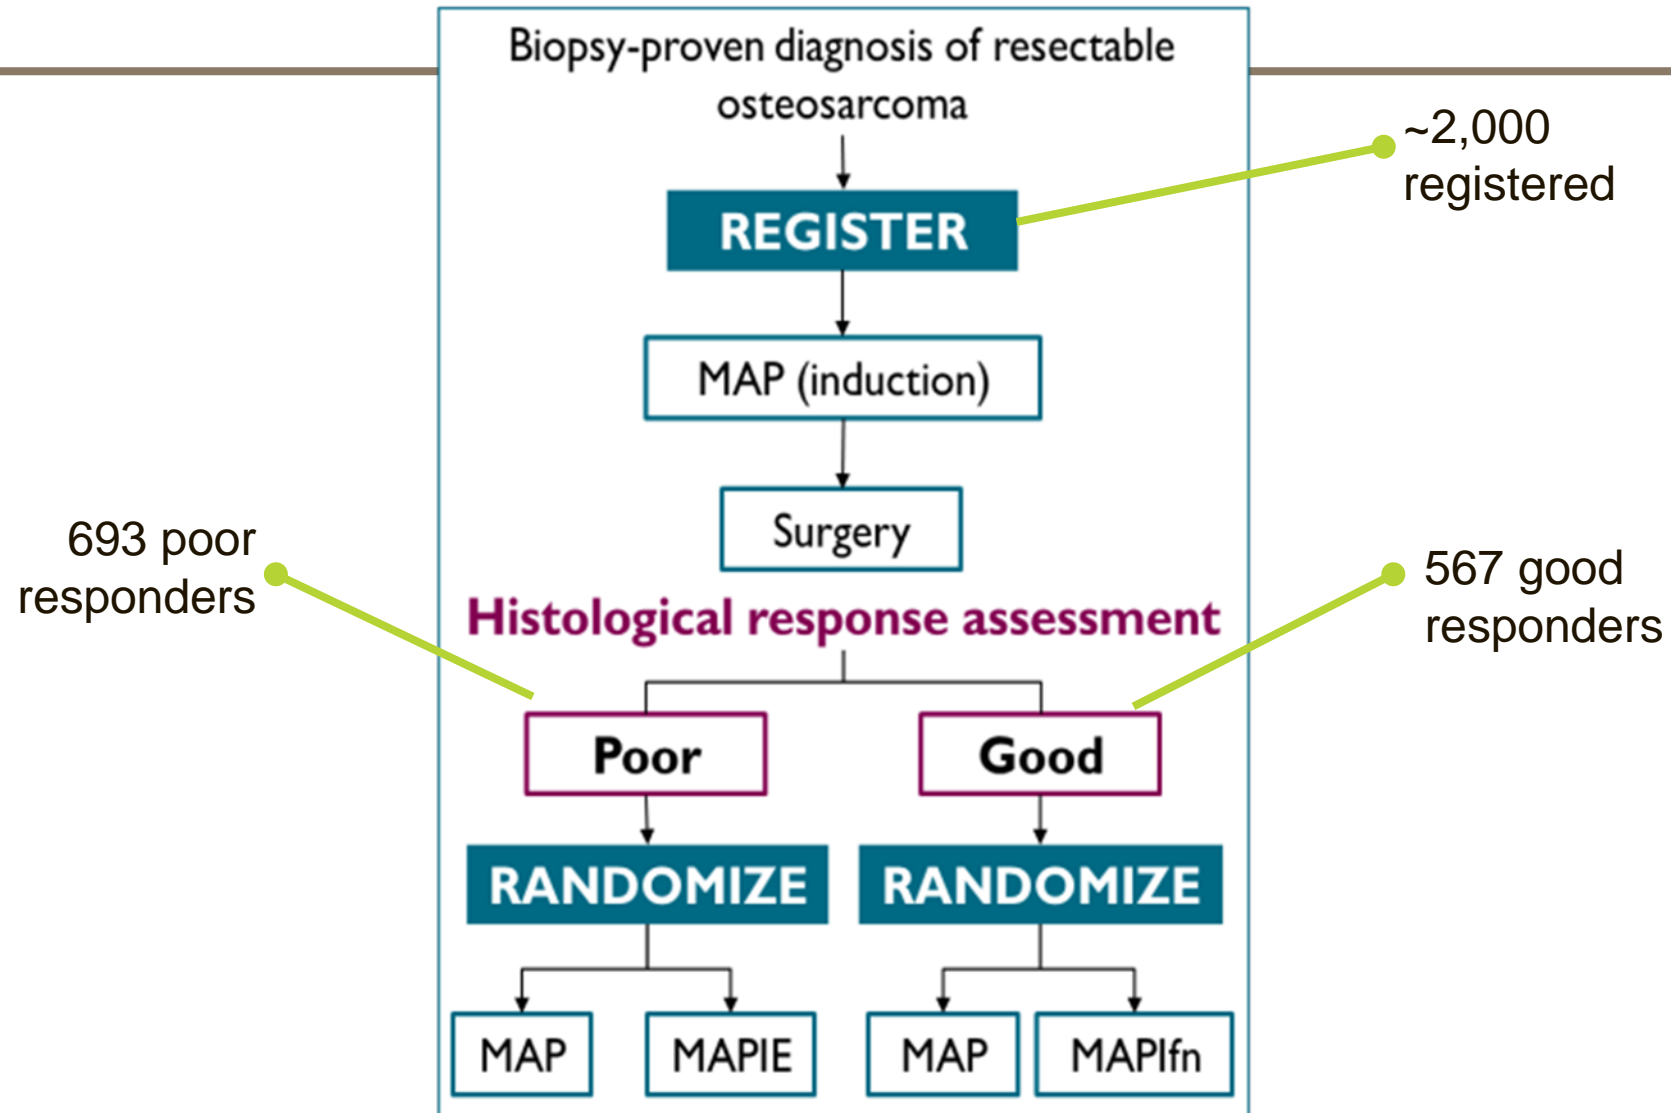 Biopsy-proven diagnosis of resectable
osteosarcoma
~2,000
registered
REGISTER
MAP (induction)
Surgery
693 poor
responders
567 good
responders
Histological response assessment
Poor
Good
RANDOMIZE
RANDOMIZE
MAP
MAPIE
MAP
MAPIfn